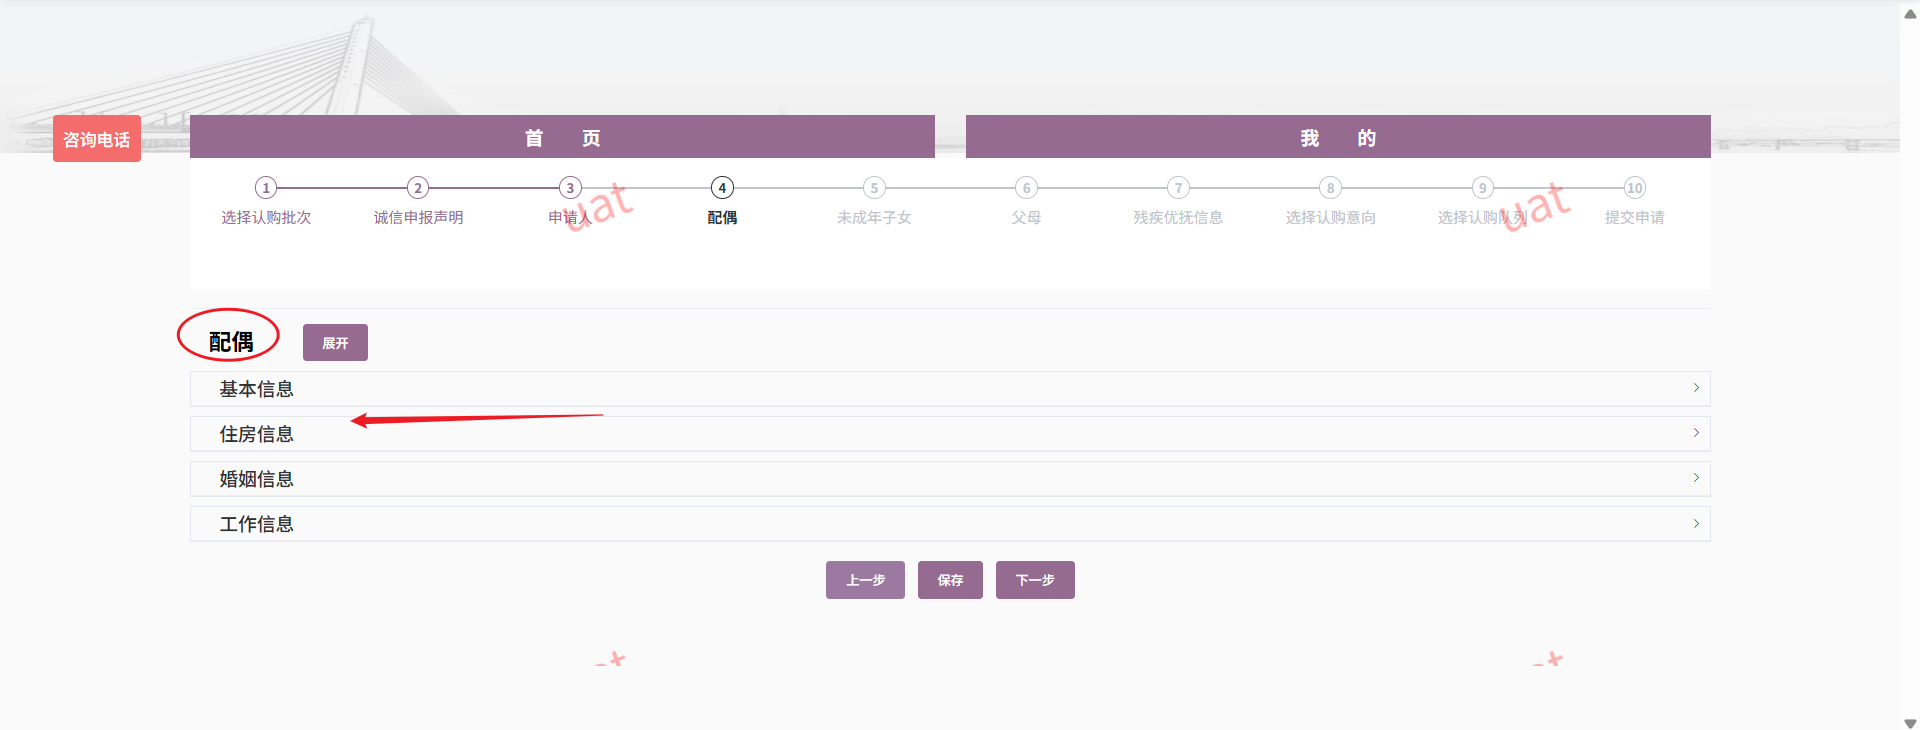 咨询电话
首 页
我 的
1 2 3 4 5 6 7 8 9 10
选择认购批次 诚信申报声明 申请人 配偶 未成年子女 父母 残疾优抚信息 选择认购意向 选择认购队列 提交申请
uat
uat
配偶 展开
基本信息
住房信息
婚姻信息
工作信息
上一步 保存 下一步